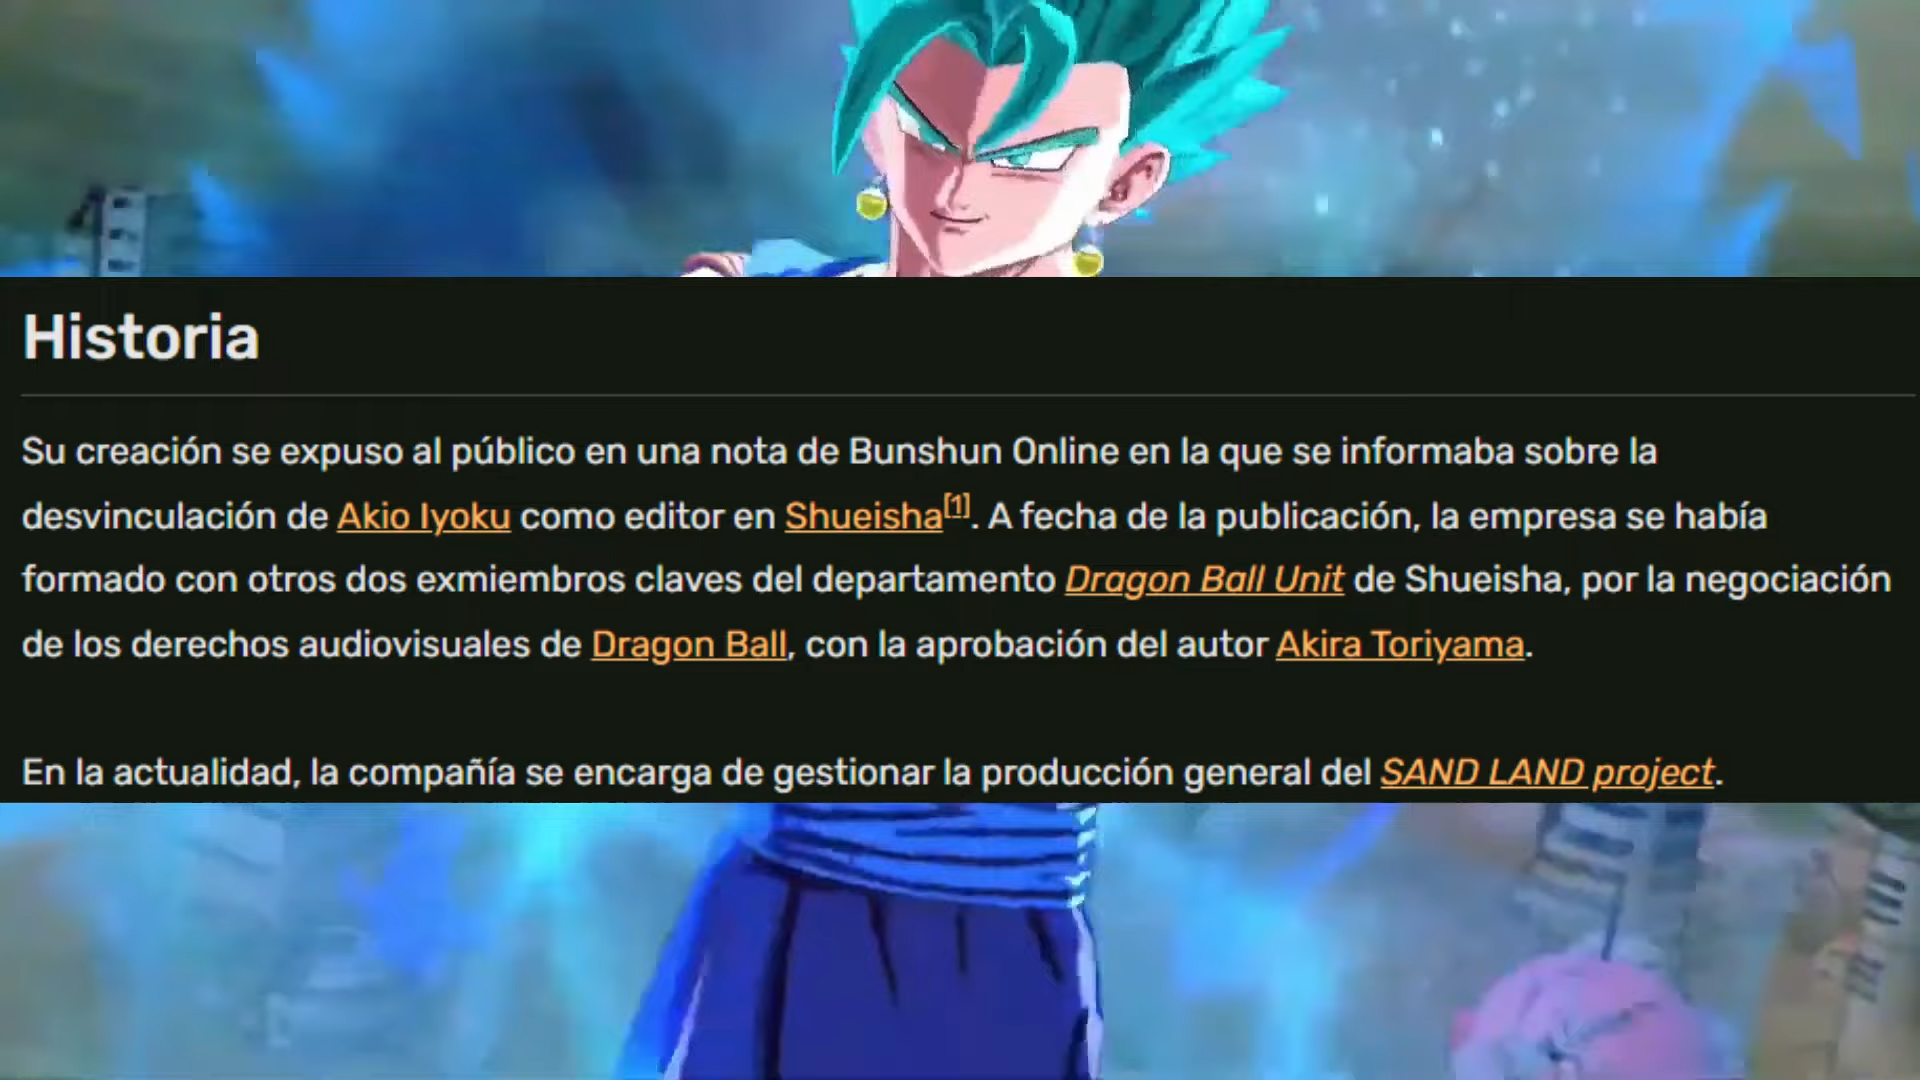 Historia
Su creación se expuso al público en una nota de Bunshun Online en la que se informaba sobre la
desvinculación de Akio Iyoku como editor en Shueisha[1]. A fecha de la publicación, la empresa se había
formado con otros dos exmiembros claves del departamento Dragon Ball Unit de Shueisha, por la negociación
de los derechos audiovisuales de Dragon Ball, con la aprobación del autor Akira Toriyama.
En la actualidad, la compañía se encarga de gestionar la producción general del SAND LAND project.